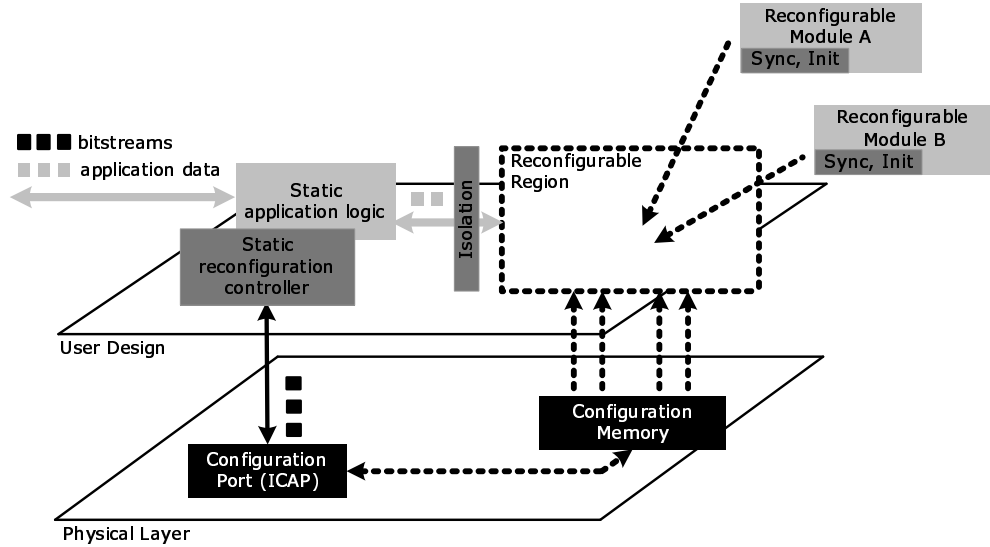 Reconfigurable
Module A
Sync, Init
Reconfigurable
Module B
Sync, Init
bitstreams
application data
Static
application logic
Isolation
Reconfigurable
Region
Static
reconfiguration
controller
User Design
Configuration
Memory
Configuration
Port (ICAP)
Physical Layer